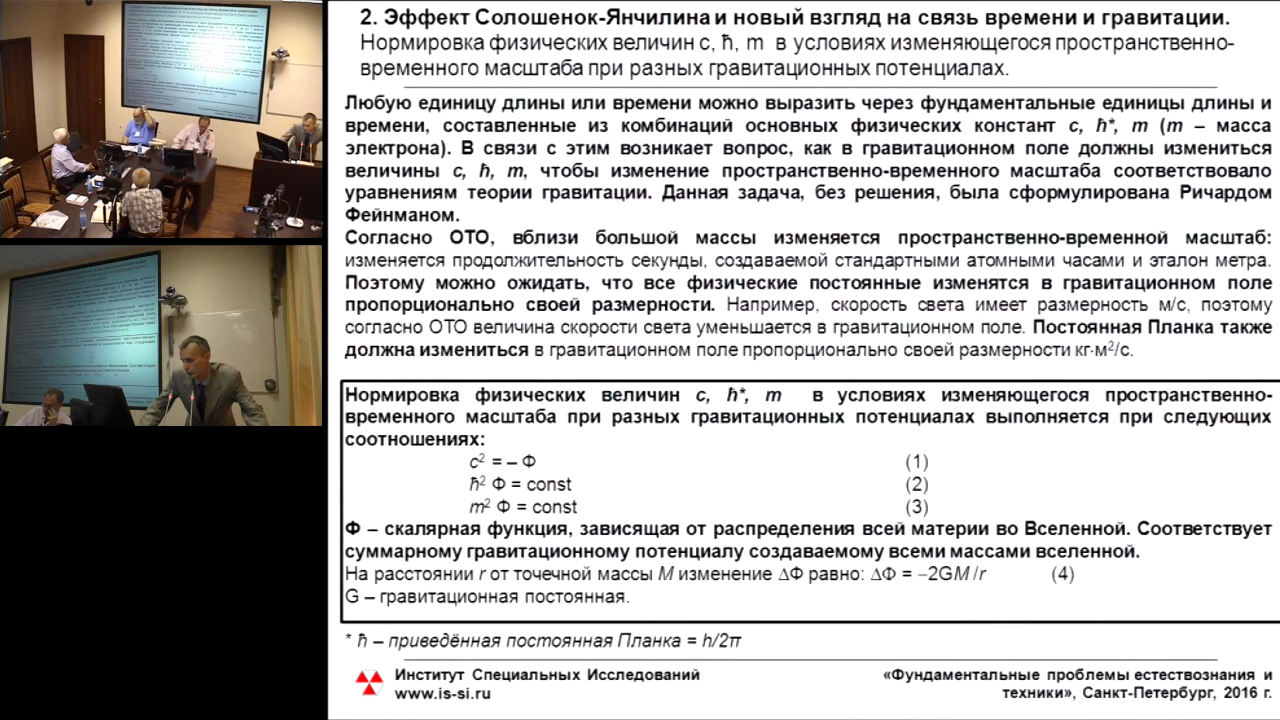 2. Эффект Солошево-Янилина и новый взгляд на связь времени и гравитации.
Нормировка физических величин c, ħ, m в условиях изменяющегося пространственно-
временного масштаба при разных гравитационных потенциалах.
Любую единицу длины или времени можно выразить через фундаментальные единицы длины и
времени, составленные из комбинаций основных физических констант c, ħ*, m (m – масса
электрона). В связи с этим возникает вопрос, как в гравитационном поле должны измениться
величины c, ħ, m, чтобы изменение пространственно-временного масштаба соответствовало
уравнениям теории гравитации. Данная задача, без решения, была сформулирована Ричардом
Фейнманом.
Согласно ОТО, вблизи большой массы изменяется пространственно-временной масштаб:
изменяется продолжительность секунды, создаваемой стандартными атомными часами и эталон метра.
Поэтому можно ожидать, что все физические постоянные изменятся в гравитационном поле
пропорционально своей размерности. Например, скорость света имеет размерность м/с, поэтому
согласно ОТО величина скорости света уменьшается в гравитационном поле. Постоянная Планка также
должна измениться в гравитационном поле пропорционально своей размерности кг·м²/с.
Нормировка физических величин c, ħ*, m в условиях изменяющегося пространственно-
временного масштаба при разных гравитационных потенциалах выполняется при следующих
соотношениях:
c² = – Φ (1)
ħ² Φ = const (2)
m² Φ = const (3)
Φ – скалярная функция, зависящая от распределения всей материи во Вселенной. Соответствует
суммарному гравитационному потенциалу создаваемому всеми массами вселенной.
На расстоянии r от точечной массы M изменение ΔΦ равно: ΔΦ = −2GM /r (4)
G – гравитационная постоянная.
* ħ – приведённая постоянная Планка = h/2π
Институт Специальных Исследований
www.is-si.ru
«Фундаментальные проблемы естествознания и
техники», Санкт-Петербург, 2016 г.